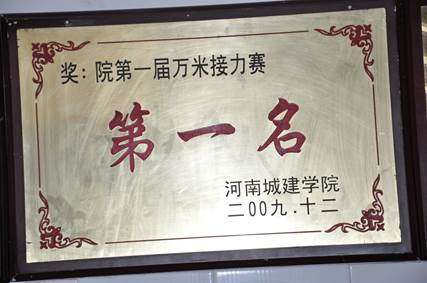 奖：院第一届万米接力赛
第一名
河南城建学院
二00九.十二